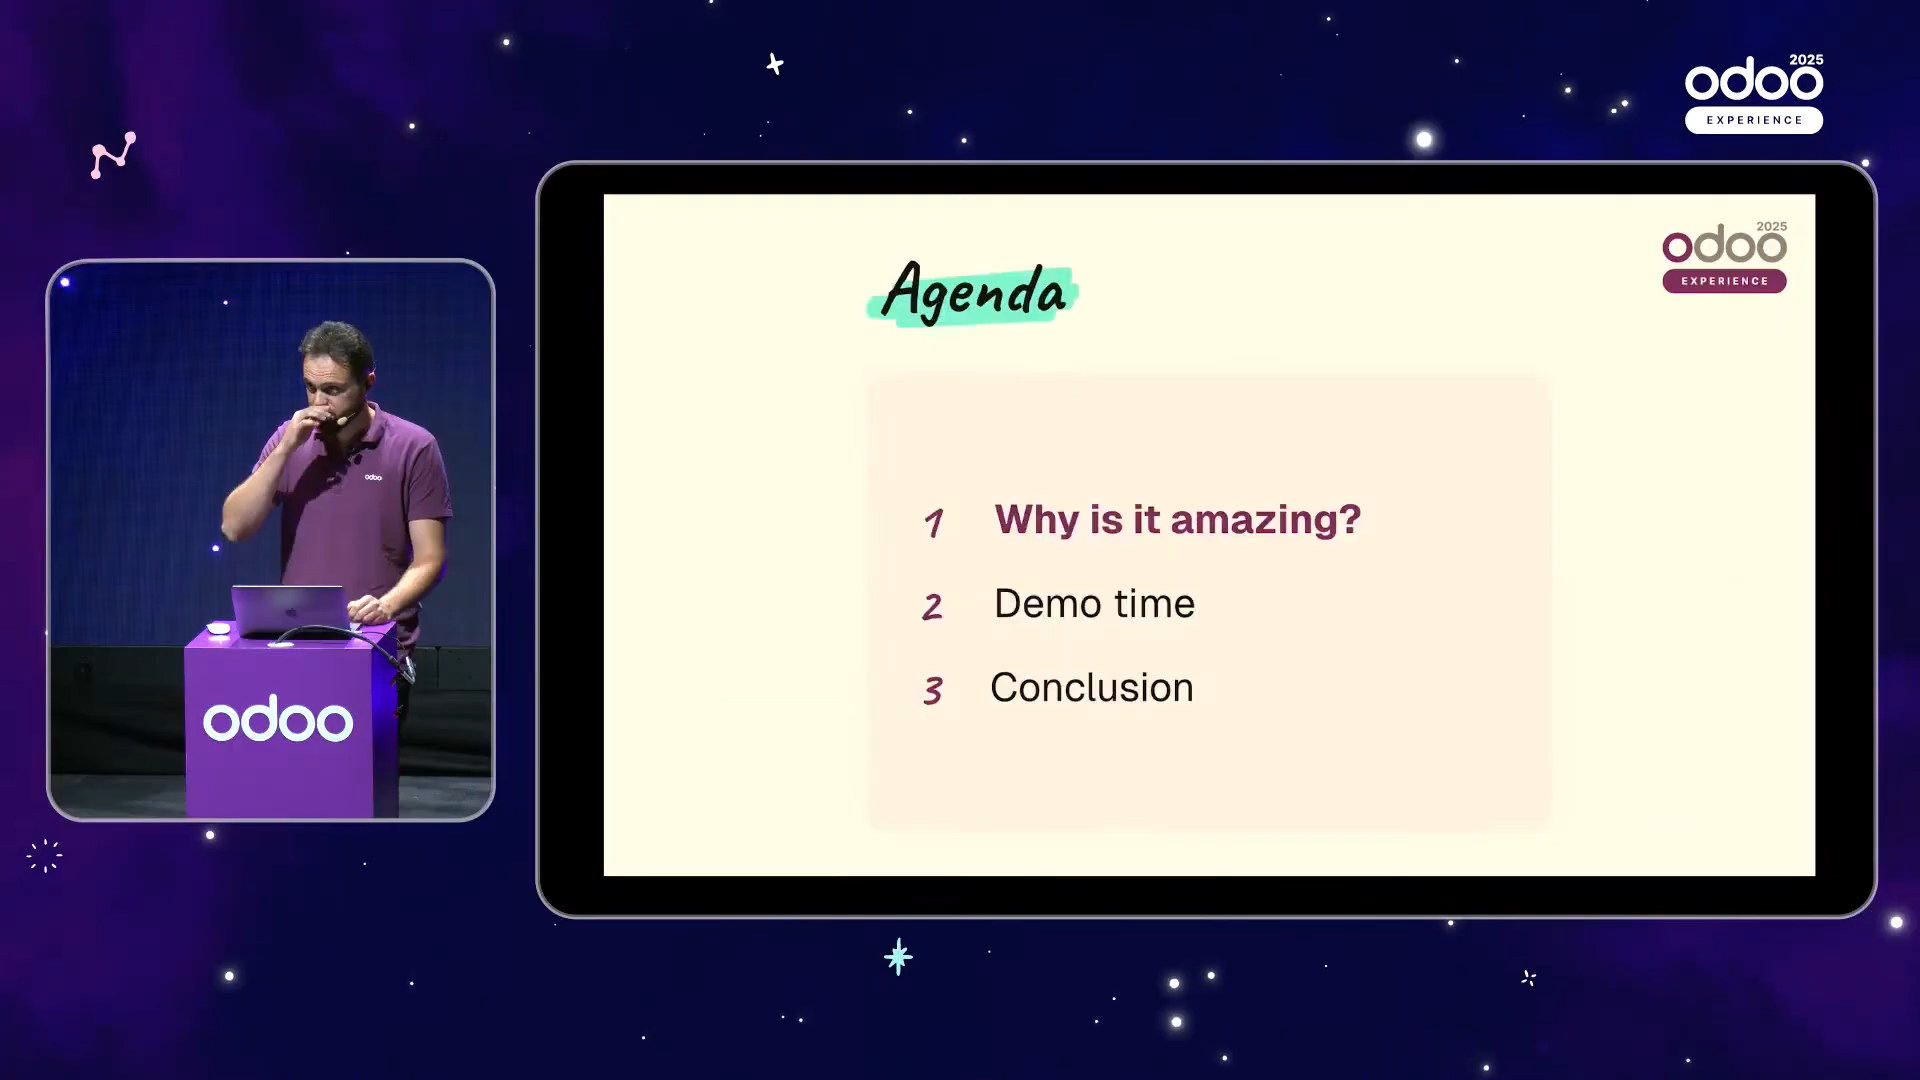 2025
odoo
EXPERIENCE
odoo
odoo
2025
odoo
EXPERIENCE
Agenda
1 Why is it amazing?
2 Demo time
3 Conclusion